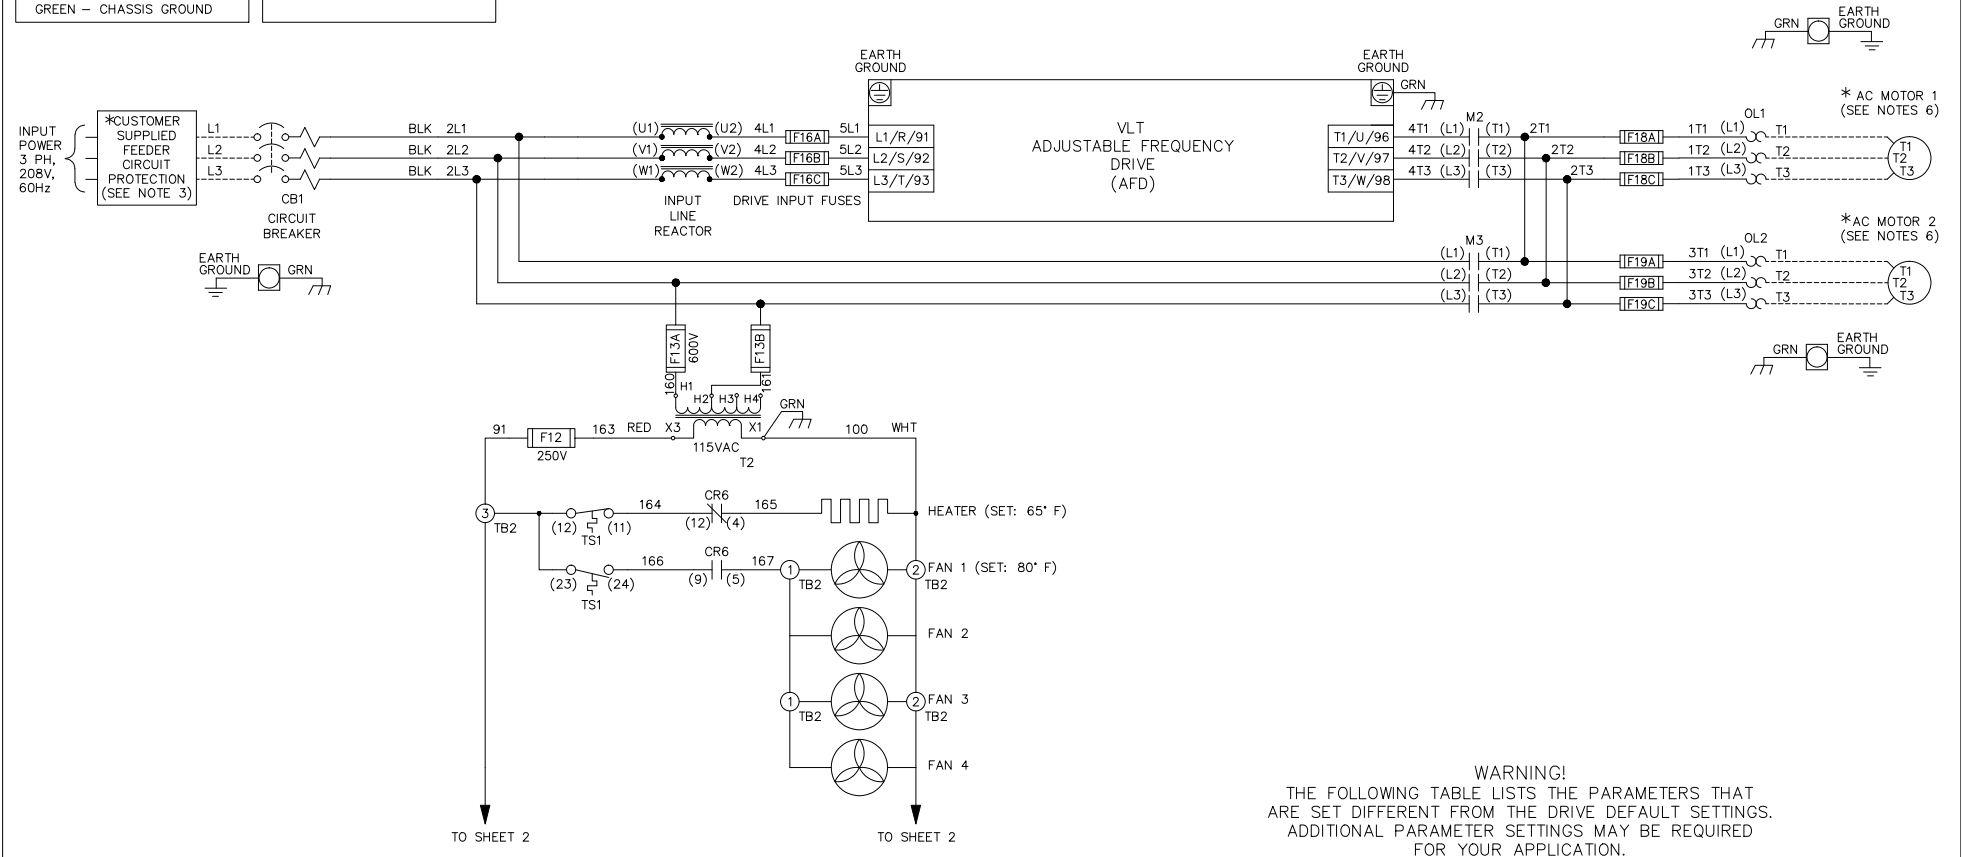 GREEN – CHASSIS GROUND
GRN
EARTH
GROUND
EARTH
GROUND
EARTH
GROUND
GRN
INPUT
POWER
3 PH,
208V,
60Hz
*CUSTOMER
SUPPLIED
FEEDER
CIRCUIT
PROTECTION
(SEE NOTE 3)
L1
L2
L3
CB1
CIRCUIT
BREAKER
BLK 2L1
BLK 2L2
BLK 2L3
(U1) (U2) 4L1 F16A 5L1
(V1) (V2) 4L2 F16B 5L2
(W1) (W2) 4L3 F16C 5L3
INPUT
LINE
REACTOR
DRIVE INPUT FUSES
L1/R/91
L2/S/92
L3/T/93
VLT
ADJUSTABLE FREQUENCY
DRIVE
(AFD)
T1/U/96
T2/V/97
T3/W/98
M2
4T1 (L1) (T1) 2T1
4T2 (L2) (T2) 2T2
4T3 (L3) (T3) 2T3
OL1
F18A 1T1 (L1) T1
F18B 1T2 (L2) T2
F18C 1T3 (L3) T3
* AC MOTOR 1
(SEE NOTES 6)
T1
T2
T3
EARTH
GROUND
GRN
M3
(L1) (T1)
(L2) (T2)
(L3) (T3)
OL2
F19A 3T1 (L1) T1
F19B 3T2 (L2) T2
F19C 3T3 (L3) T3
*AC MOTOR 2
(SEE NOTES 6)
T1
T2
T3
GRN
EARTH
GROUND
F13A
600V
F13B
160
161
H1
H2 H3 H4
GRN
91 F12 163 RED X3 X1 100 WHT
250V
115VAC
T2
3
TB2
(12) (11)
TS1
164
CR6
(12) (4)
165
HEATER (SET: 65° F)
(23) (24)
TS1
166
CR6
(9) (5)
167
1
TB2
2
TB2
FAN 1 (SET: 80° F)
FAN 2
1
TB2
2
TB2
FAN 3
FAN 4
TO SHEET 2
TO SHEET 2
WARNING!
THE FOLLOWING TABLE LISTS THE PARAMETERS THAT
ARE SET DIFFERENT FROM THE DRIVE DEFAULT SETTINGS.
ADDITIONAL PARAMETER SETTINGS MAY BE REQUIRED
FOR YOUR APPLICATION.